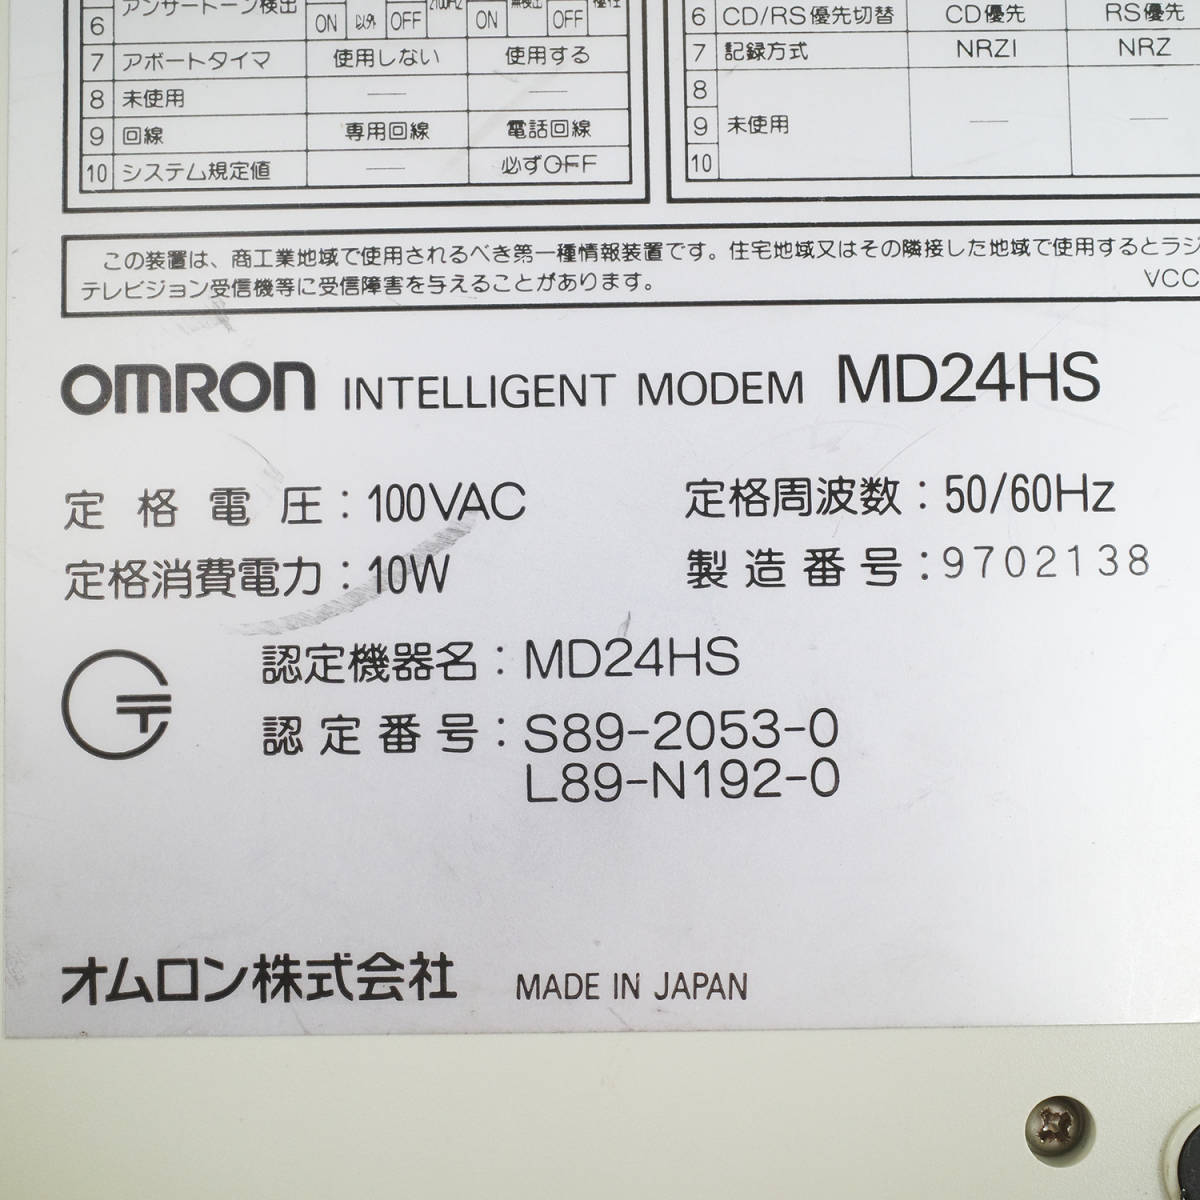 アンサートーン検出
6 ON 以外 OFF 2100Hz ON 無検出 OFF 優性
7 アボートタイマ 使用しない 使用する
8 未使用 — —
9 回線 専用回線 電話回線
10 システム規定値 — 必ずOFF
6 CD/RS優先切替 CD優先 RS優先
7 記録方式 NRZI NRZ
8
9 未使用 — —
10
この装置は、商工業地域で使用されるべき第一種情報装置です。住宅地域又はその隣接した地域で使用するとラジ
テレビジョン受信機等に受信障害を与えることがあります。
VCC
OMRON INTELLIGENT MODEM MD24HS
定格電圧:100VAC 定格周波数:50/60Hz
定格消費電力:10W 製造番号:9702138
認定機器名:MD24HS
認定番号:S89-2053-0
L89-N192-0
オムロン株式会社 MADE IN JAPAN